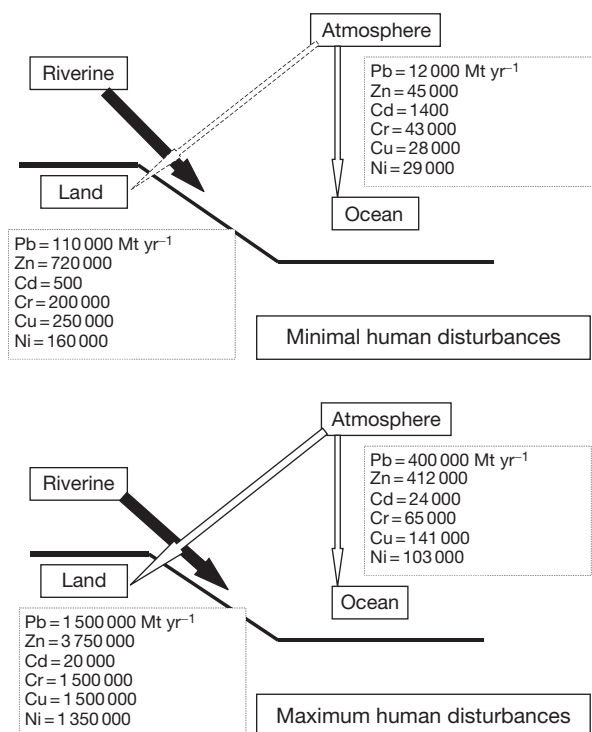 Atmosphere
Riverine
Pb = 12 000 Mt yr⁻¹
Zn = 45 000
Cd = 1400
Cr = 43 000
Cu = 28 000
Ni = 29 000
Land
Ocean
Pb = 110 000 Mt yr⁻¹
Zn = 720 000
Cd = 500
Cr = 200 000
Cu = 250 000
Ni = 160 000
Minimal human disturbances
Atmosphere
Riverine
Pb = 400 000 Mt yr⁻¹
Zn = 412 000
Cd = 24 000
Cr = 65 000
Cu = 141 000
Ni = 103 000
Land
Ocean
Pb = 1 500 000 Mt yr⁻¹
Zn = 3 750 000
Cd = 20 000
Cr = 1 500 000
Cu = 1 500 000
Ni = 1 350 000
Maximum human disturbances